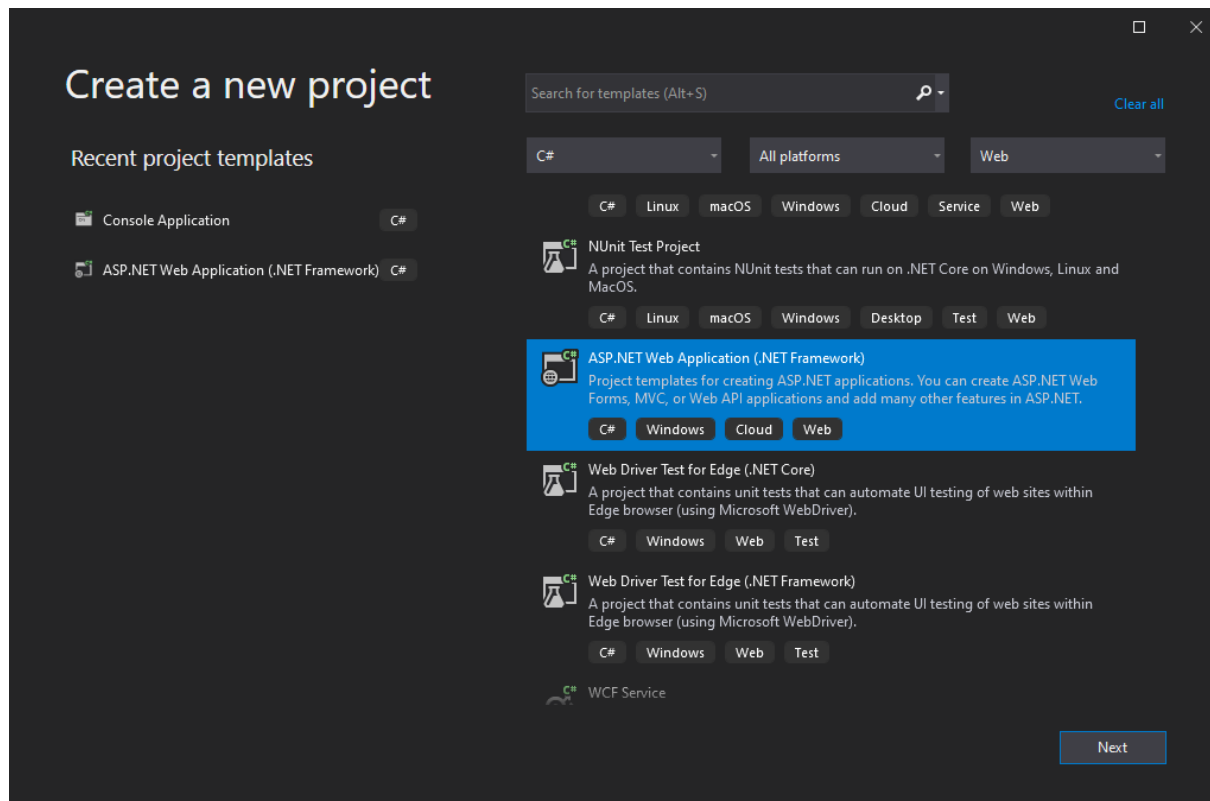 Create a new project
Search for templates (Alt+S)
Clear all
Recent project templates
C#
All platforms
Web
Console Application C#
ASP.NET Web Application (.NET Framework) C#
C# Linux macOS Windows Cloud Service Web
C#
NUnit Test Project
A project that contains NUnit tests that can run on .NET Core on Windows, Linux and
MacOS.
C# Linux macOS Windows Desktop Test Web
C#
ASP.NET Web Application (.NET Framework)
Project templates for creating ASP.NET applications. You can create ASP.NET Web
Forms, MVC, or Web API applications and add many other features in ASP.NET.
C# Windows Cloud Web
C#
Web Driver Test for Edge (.NET Core)
A project that contains unit tests that can automate UI testing of web sites within
Edge browser (using Microsoft WebDriver).
C# Windows Web Test
C#
Web Driver Test for Edge (.NET Framework)
A project that contains unit tests that can automate UI testing of web sites within
Edge browser (using Microsoft WebDriver).
C# Windows Web Test
C#
WCF Service
Next